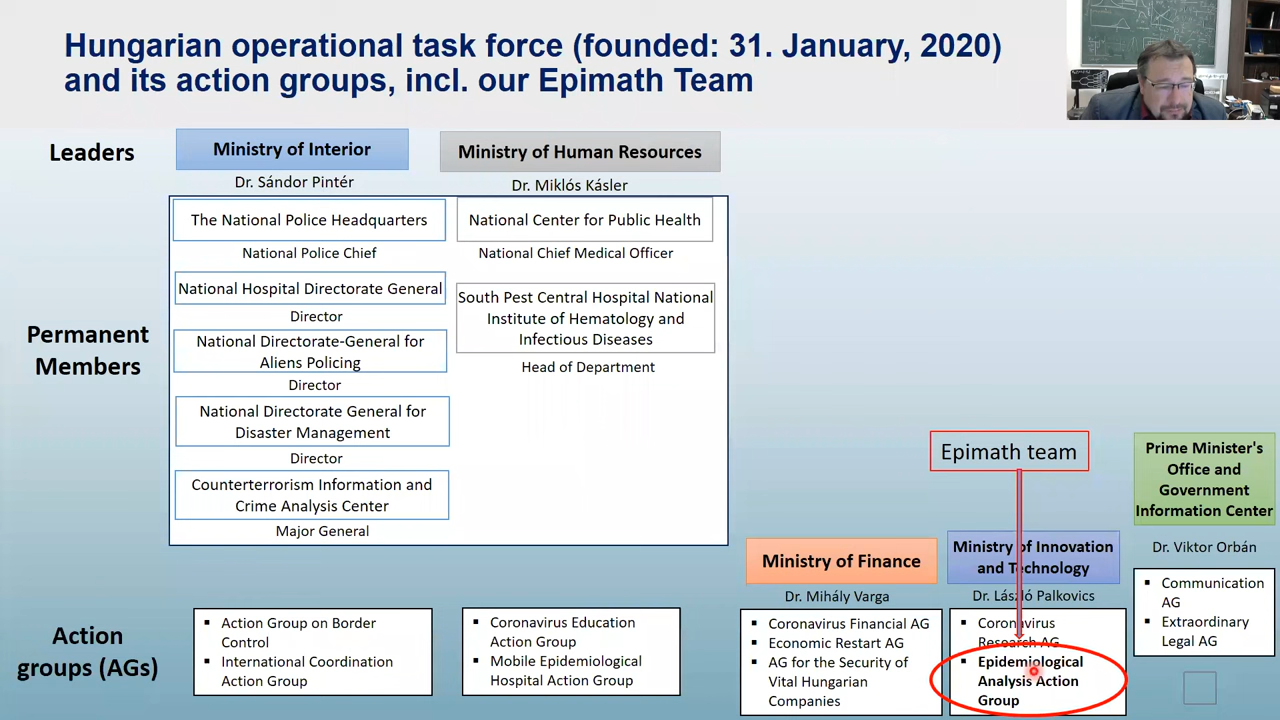 Hungarian operational task force (founded: 31. January, 2020)
and its action groups, incl. our Epimath Team
Leaders
Ministry of Interior
Dr. Sándor Pintér
Ministry of Human Resources
Dr. Miklós Kásler
Permanent
Members
The National Police Headquarters
National Police Chief
National Hospital Directorate General
Director
National Directorate-General for
Aliens Policing
Director
National Directorate General for
Disaster Management
Director
Counterterrorism Information and
Crime Analysis Center
Major General
National Center for Public Health
National Chief Medical Officer
South Pest Central Hospital National
Institute of Hematology and
Infectious Diseases
Head of Department
Epimath team
Prime Minister's
Office and
Government
Information Center
Dr. Viktor Orbán
Ministry of Finance
Dr. Mihály Varga
Ministry of Innovation
and Technology
Dr. László Palkovics
Action
groups (AGs)
▪ Action Group on Border
Control
▪ International Coordination
Action Group
▪ Coronavirus Education
Action Group
▪ Mobile Epidemiological
Hospital Action Group
▪ Coronavirus Financial AG
▪ Economic Restart AG
▪ AG for the Security of
Vital Hungarian
Companies
▪ Coronavirus
Research AG
▪ Epidemiological
Analysis Action
Group
▪ Communication
AG
▪ Extraordinary
Legal AG